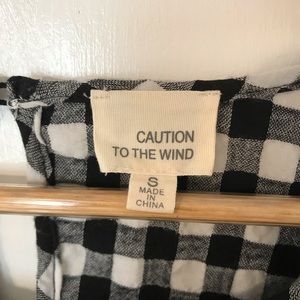 CAUTION
TO THE WIND
S
MADE IN
CHINA